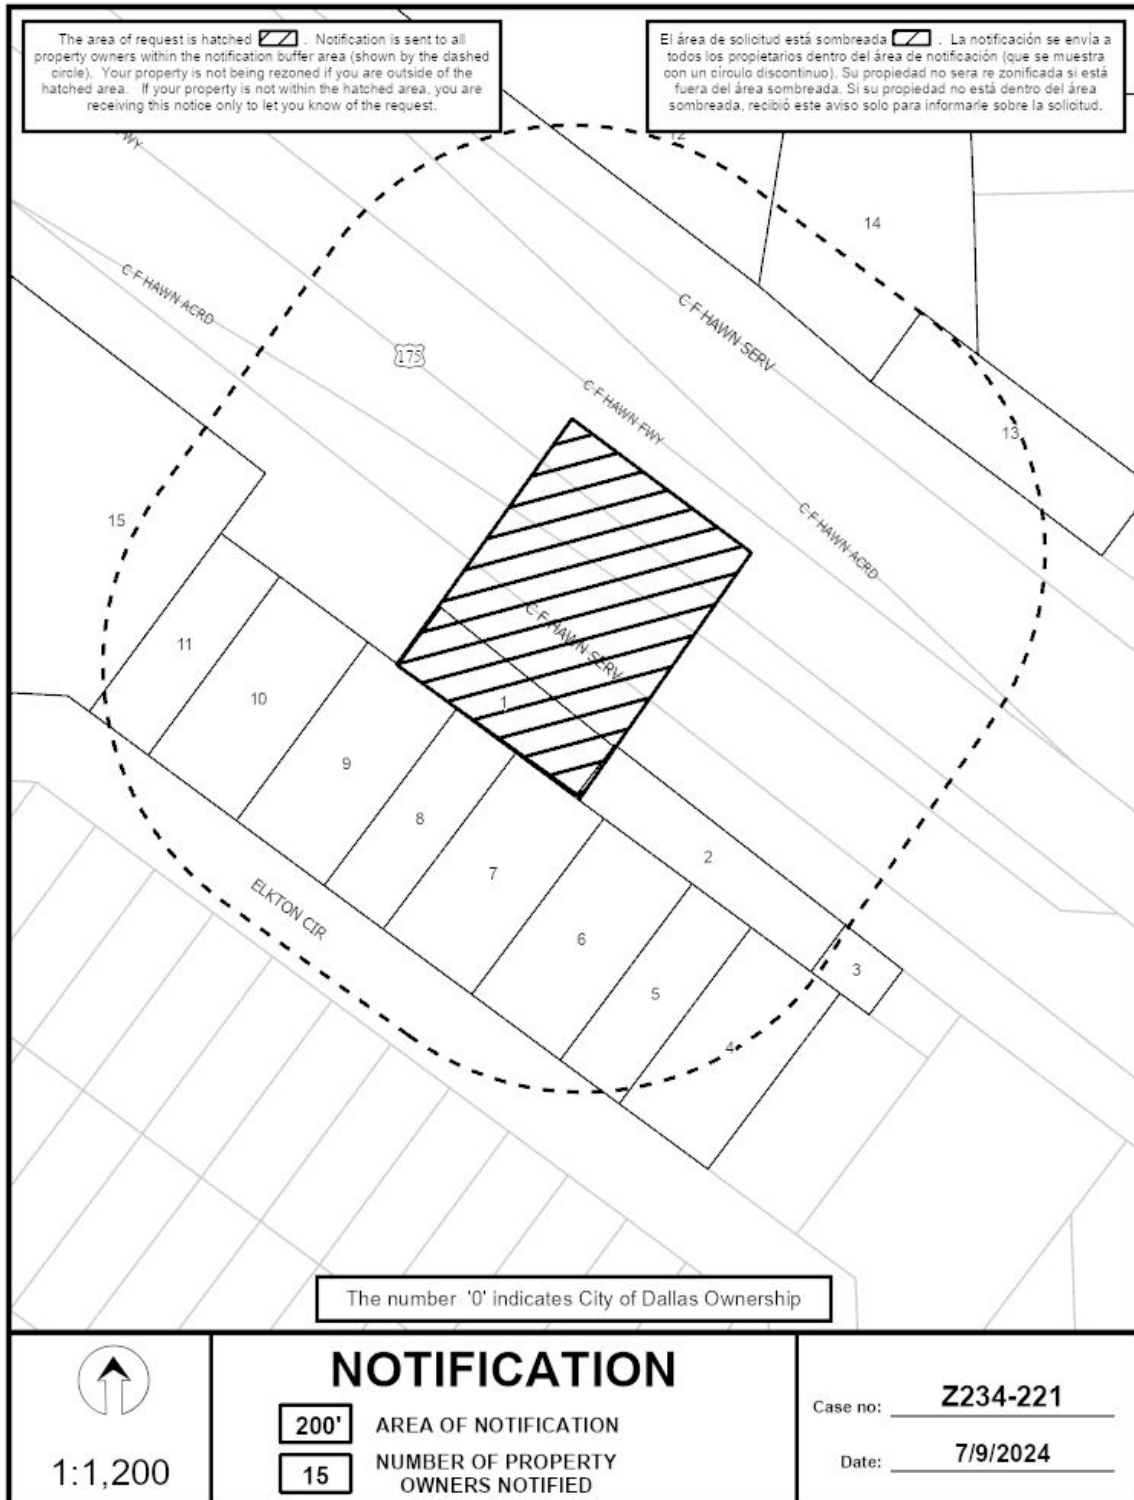 The area of request is hatched . Notification is sent to all
property owners within the notification buffer area (shown by the dashed
circle). Your property is not being rezoned if you are outside of the
hatched area. If your property is not within the hatched area, you are
receiving this notice only to let you know of the request.
El área de solicitud está sombreada . La notificación se envía a
todos los propietarios dentro del área de notificación (que se muestra
con un círculo discontinuo). Su propiedad no sera re zonificada si está
fuera del área sombreada. Si su propiedad no está dentro del área
sombreada, recibió este aviso solo para informarle sobre la solicitud.
WY
12
14
C F HAWN ACRD
C F HAWN SERV
175
C F HAWN FWY
13
15
C F HAWN ACRD
C F HAWN SERV
11
10
1
9
8
7
2
6
ELKTON CIR
5
3
4
The number '0' indicates City of Dallas Ownership
1:1,200
NOTIFICATION
200' AREA OF NOTIFICATION
15 NUMBER OF PROPERTY
OWNERS NOTIFIED
Case no: Z234-221
Date: 7/9/2024